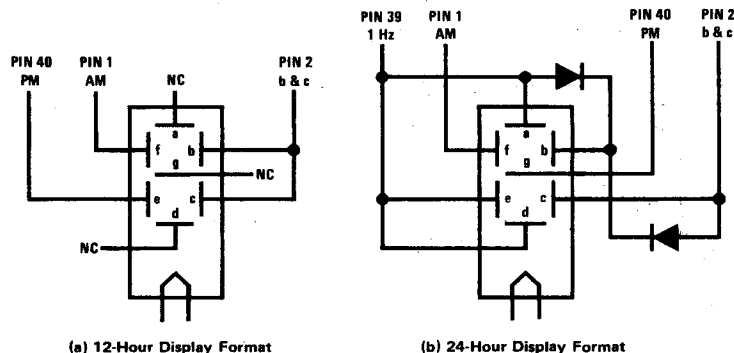 PIN 40
PM
PIN 1
AM
NC
PIN 2
b & c
a
f
b
g
NC
e
c
d
NC
(a) 12-Hour Display Format
PIN 39
1 Hz
PIN 1
AM
PIN 40
PM
PIN 2
b & c
a
f
b
g
e
c
d
(b) 24-Hour Display Format